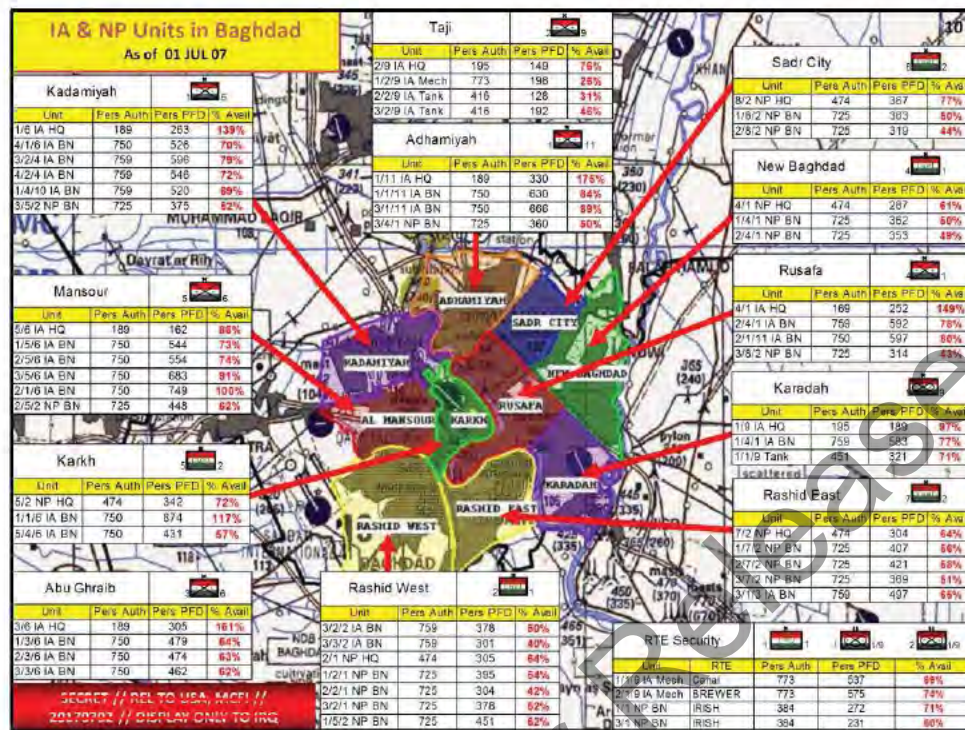 IA & NP Units in Baghdad
As of 01 JUL 07
10
Taji
Unit Pers Auth Pers PFD % Avail
2/9 IA HQ 195 149 76%
1/2/9 IA Mech 773 198 26%
2/2/9 IA Tank 416 128 31%
3/2/9 IA Tank 416 192 46%
Kadamiyah
Unit Pers Auth Pers PFD % Avail
1/6 IA HQ 189 263 139%
4/1/6 IA BN 750 526 70%
3/2/4 IA BN 759 596 79%
4/2/4 IA BN 759 546 72%
1/4/10 IA BN 759 520 69%
3/5/2 NP BN 725 375 52%
Adhamiyah
Unit Pers Auth Pers PFD % Avail
1/11 IA HQ 189 330 175%
1/1/11 IA BN 750 630 84%
3/1/11 IA BN 750 666 89%
3/4/1 NP BN 725 360 50%
Sadr City
Unit Pers Auth Pers PFD % Avail
8/2 NP HQ 474 367 77%
1/8/2 NP BN 725 363 50%
2/8/2 NP BN 725 319 44%
New Baghdad
Unit Pers Auth Pers PFD % Avail
4/1 NP HQ 474 287 61%
1/4/1 NP BN 725 362 50%
2/4/1 NP BN 725 353 49%
Mansour
Unit Pers Auth Pers PFD % Avail
5/6 IA HQ 189 162 86%
1/5/6 IA BN 750 544 73%
2/5/6 IA BN 750 554 74%
3/5/6 IA BN 750 683 91%
2/1/6 IA BN 750 749 100%
2/5/2 NP BN 725 448 62%
Rusafa
Unit Pers Auth Pers PFD % Avail
4/1 IA HQ 169 252 149%
2/4/1 IA BN 759 592 78%
2/1/11 IA BN 750 597 80%
3/8/2 NP BN 725 314 43%
Karadah
Unit Pers Auth Pers PFD % Avail
1/9 IA HQ 195 189 97%
1/4/1 IA BN 759 583 77%
1/1/9 Tank 451 321 71%
Karkh
Unit Pers Auth Pers PFD % Avail
5/2 NP HQ 474 342 72%
1/1/6 IA BN 750 874 117%
5/4/6 IA BN 750 431 57%
Rashid East
Unit Pers Auth Pers PFD % Avail
7/2 NP HQ 474 304 64%
1/7/2 NP BN 725 407 56%
2/7/2 NP BN 725 421 58%
3/7/2 NP BN 725 369 51%
3/1/3 IA BN 759 497 65%
Abu Ghraib
Unit Pers Auth Pers PFD % Avail
3/6 IA HQ 189 305 161%
1/3/6 IA BN 750 479 64%
2/3/6 IA BN 750 474 63%
3/3/6 IA BN 750 462 62%
Rashid West
Unit Pers Auth Pers PFD % Avail
3/2/2 IA BN 759 378 50%
3/3/2 IA BN 759 301 40%
2/1 NP HQ 474 305 64%
1/2/1 NP BN 725 395 54%
2/2/1 NP BN 725 304 42%
3/2/1 NP BN 725 378 52%
1/5/2 NP BN 725 451 62%
RTE Security
Unit RTE Pers Auth Pers PFD % Avail
1/1/9 IA Mech Canal 773 537 69%
2/1/9 IA Mech BREWER 773 575 74%
1/1 NP BN IRISH 384 272 71%
3/1 NP BN IRISH 384 231 60%
ADHAMIYAH
SADR CITY
KADAMIYAH
NEW BAGHDAD
AL MANSOUR
KARKH
RUSAFA
KARADAH
RASHID WEST
RASHID EAST
BAGHDAD
MUHAMMAD BAQIR
Dayrat ar Rih
station
pylon
scattered
SECRET // REL TO USA, MCFI //
20170702 // DISPLAY ONLY TO IRQ
Release